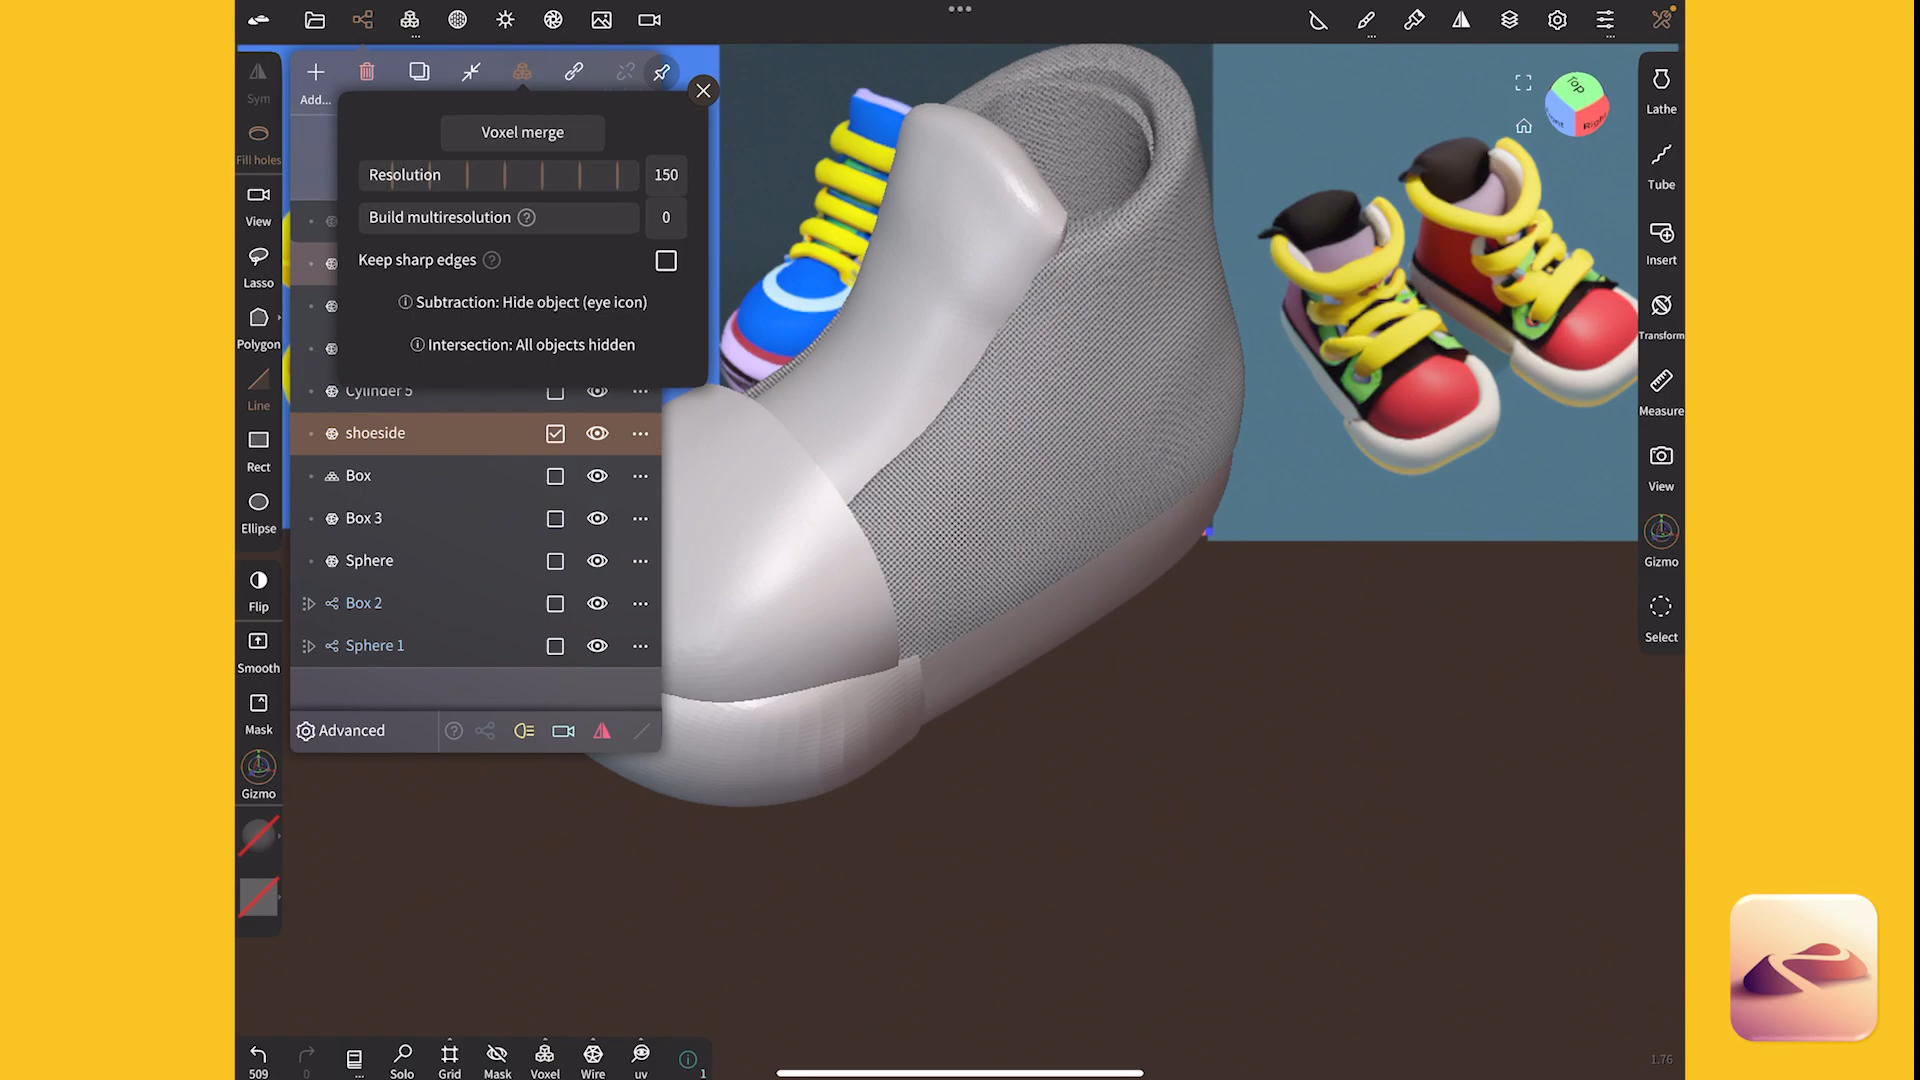 Sym
Fill holes
View
Lasso
Polygon
Line
Rect
Ellipse
Flip
Smooth
Mask
Gizmo
Add...
Voxel merge
Resolution 150
Build multiresolution ? 0
Keep sharp edges ?
Subtraction: Hide object (eye icon)
Intersection: All objects hidden
Cylinder 5
shoeside
Box
Box 3
Sphere
Box 2
Sphere 1
Advanced
Top
Right
Lathe
Tube
Insert
Transform
Measure
View
Gizmo
Select
509
0
...
Solo
Grid
Mask
Voxel
Wire
uv
1
1.76